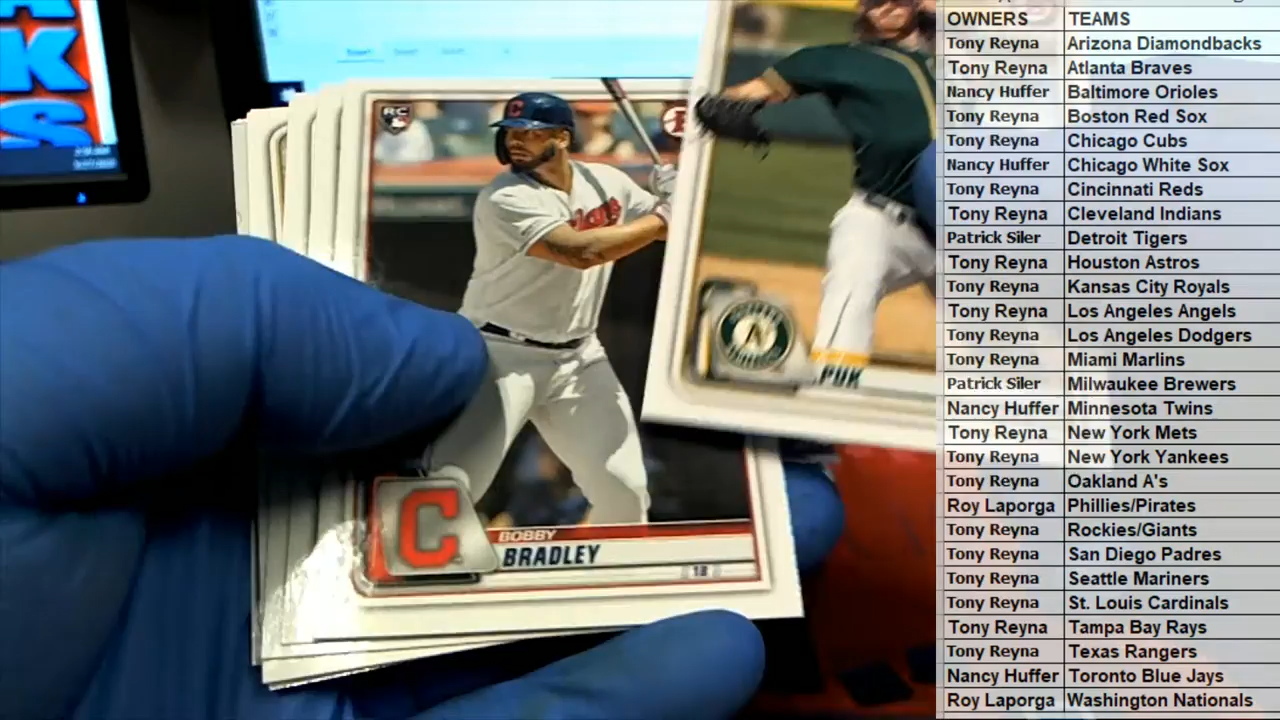 OWNERS TEAMS
Tony Reyna Arizona Diamondbacks
Tony Reyna Atlanta Braves
Nancy Huffer Baltimore Orioles
Tony Reyna Boston Red Sox
Tony Reyna Chicago Cubs
Nancy Huffer Chicago White Sox
Tony Reyna Cincinnati Reds
Tony Reyna Cleveland Indians
Patrick Siler Detroit Tigers
Tony Reyna Houston Astros
Tony Reyna Kansas City Royals
Tony Reyna Los Angeles Angels
Tony Reyna Los Angeles Dodgers
Tony Reyna Miami Marlins
Patrick Siler Milwaukee Brewers
Nancy Huffer Minnesota Twins
Tony Reyna New York Mets
Tony Reyna New York Yankees
Tony Reyna Oakland A's
Roy Laporga Phillies/Pirates
Tony Reyna Rockies/Giants
Tony Reyna San Diego Padres
Tony Reyna Seattle Mariners
Tony Reyna St. Louis Cardinals
Tony Reyna Tampa Bay Rays
Tony Reyna Texas Rangers
Nancy Huffer Toronto Blue Jays
Roy Laporga Washington Nationals
KS
RC
C
C
BOBBY
BRADLEY
1B
A
PUK